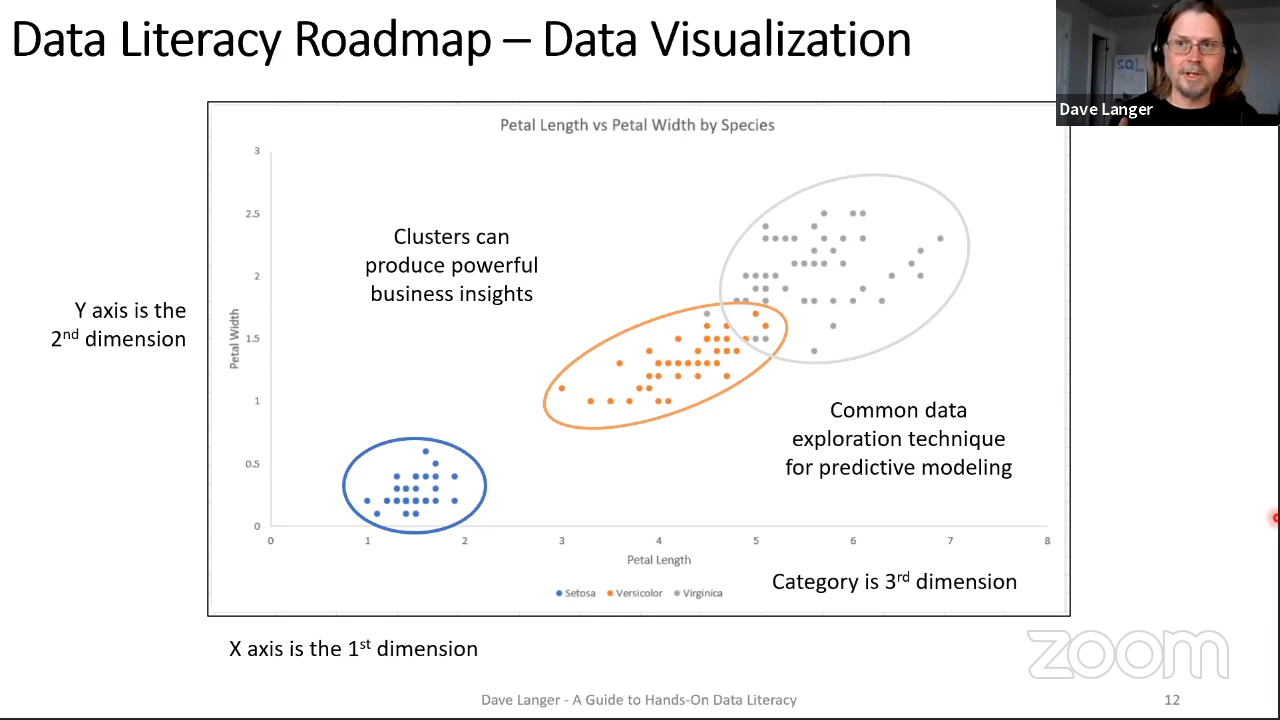 Data Literacy Roadmap – Data Visualization
SQL
Dave Langer
Petal Length vs Petal Width by Species
3
2.5
2
1.5
1
0.5
0
Petal Width
Clusters can
produce powerful
business insights
Y axis is the
2nd dimension
Common data
exploration technique
for predictive modeling
0 1 2 3 4 5 6 7 8
Petal Length
Category is 3rd dimension
Setosa Versicolor Virginica
X axis is the 1st dimension
zoom
Dave Langer - A Guide to Hands-On Data Literacy
12